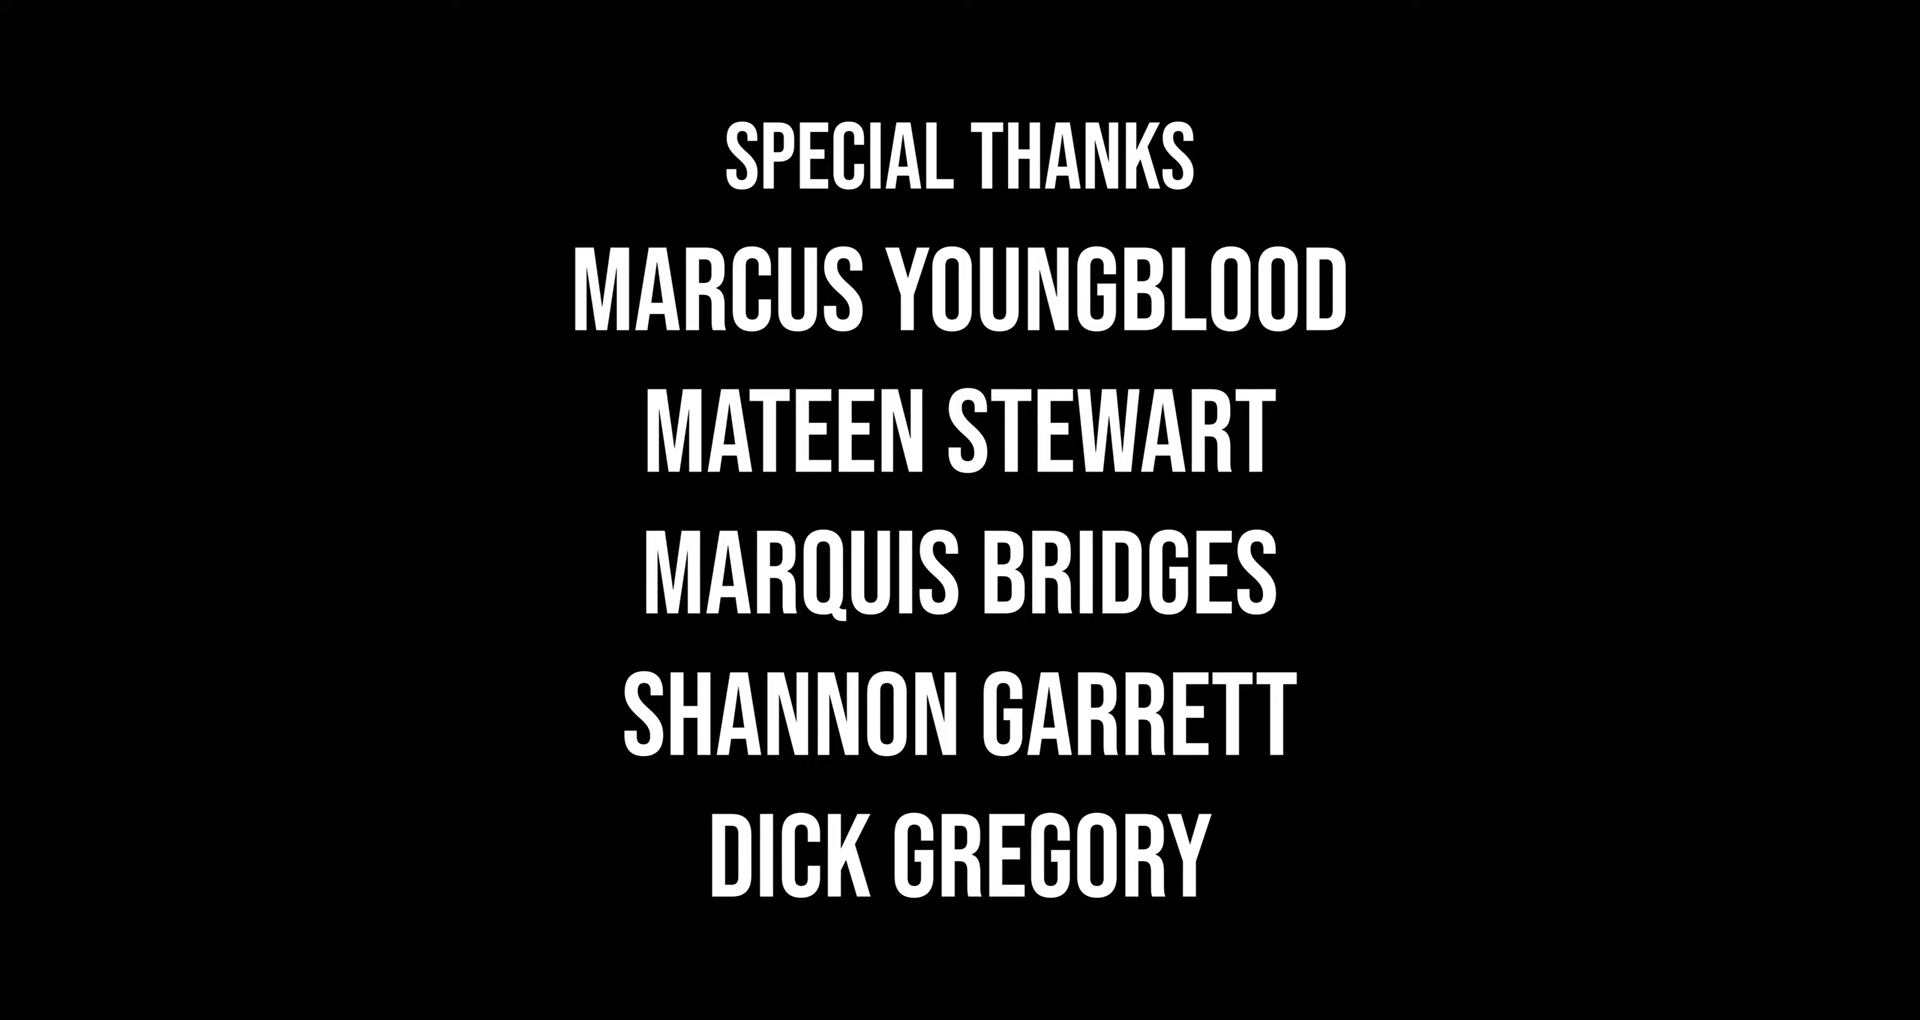 SPECIAL THANKS
MARCUS YOUNGBLOOD
MATEEN STEWART
MARQUIS BRIDGES
SHANNON GARRETT
DICK GREGORY